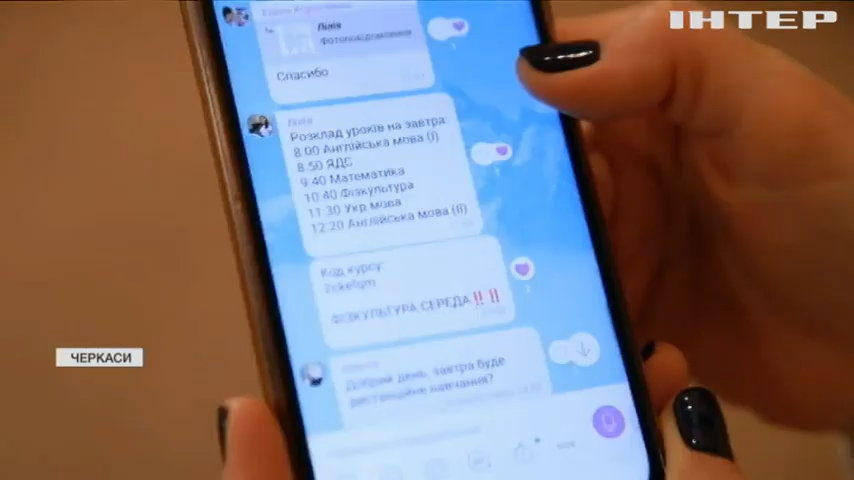 ІНТЕР
Лілія
Фотоповідомлення
Спасибо
Лілія
Розклад уроків на завтра
8.00 Англійська мова (І)
8.50 ЯДС
9.40 Математика
10.40 Фізкультура
11.30 Укр мова
12.20 Англійська мова (ІІ)
Код курсу:
ФІЗКУЛЬТУРА СЕРЕДА‼️‼️
Добрий день, завтра буде
дистанційне навчання?
ЧЕРКАСИ